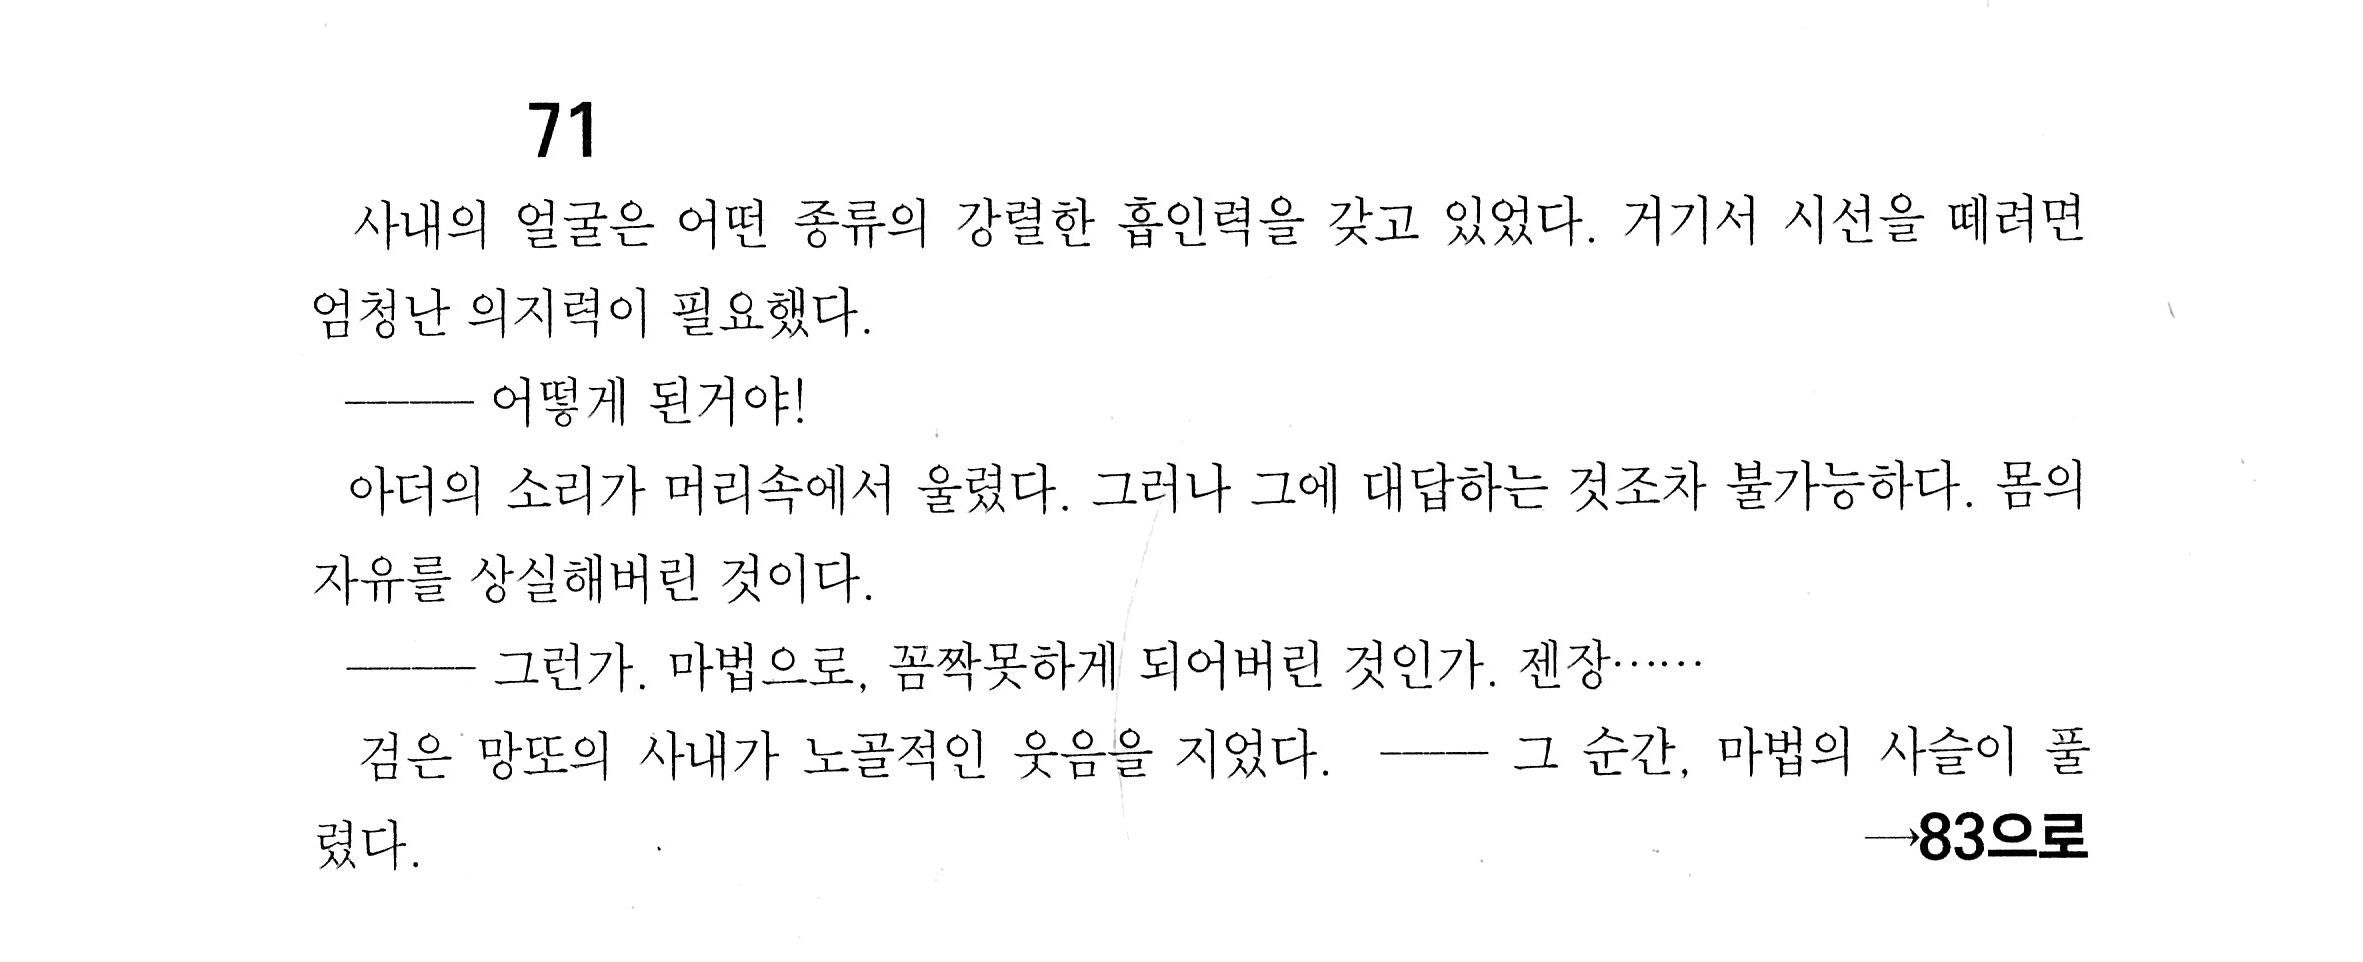 71
사내의 얼굴은 어떤 종류의 강렬한 흡인력을 갖고 있었다. 거기서 시선을 떼려면
엄청난 의지력이 필요했다.
─── 어떻게 된거야!
아더의 소리가 머리속에서 울렸다. 그러나 그에 대답하는 것조차 불가능하다. 몸의
자유를 상실해버린 것이다.
─── 그런가. 마법으로, 꼼짝못하게 되어버린 것인가. 젠장……
검은 망또의 사내가 노골적인 웃음을 지었다. ─── 그 순간, 마법의 사슬이 풀
렸다. →83으로